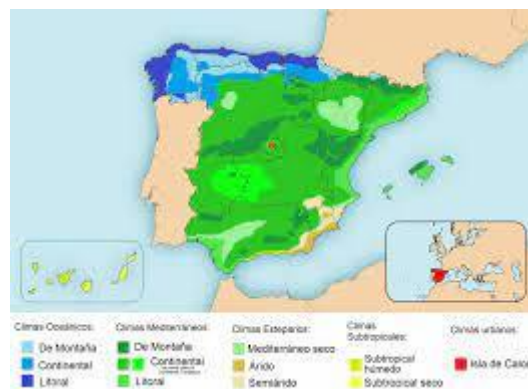 Climas Oceánicos:
De Montaña
Continental
Litoral
Climas Mediterráneos:
De Montaña
Continental
Litoral
Climas Esteparios:
Mediterráneo seco
Árido
Semiárido
Climas
Subtropicales:
Subtropical
húmedo
Subtropical seco
Climas urbanos:
Isla de Calor